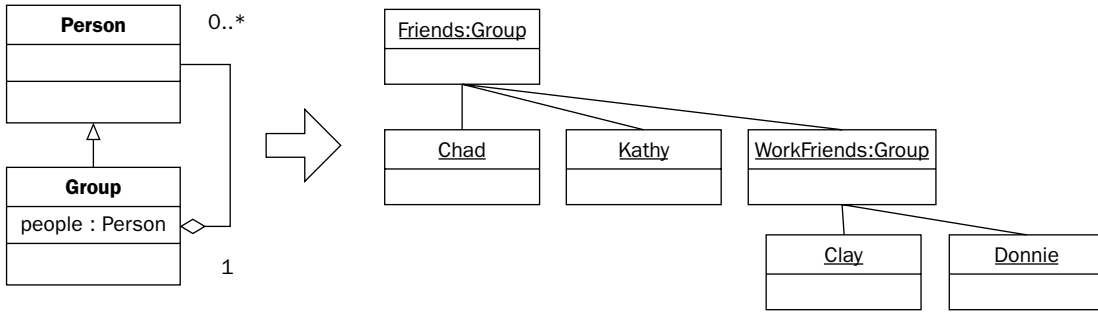 Person
0..*
Group
people : Person
1
Friends:Group
Chad
Kathy
WorkFriends:Group
Clay
Donnie